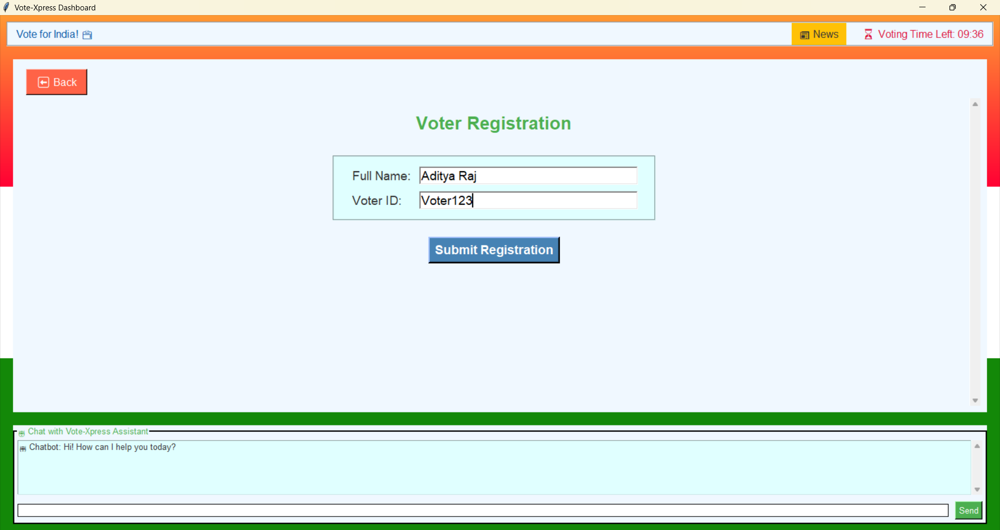 Vote-Xpress Dashboard
Vote for India!
News
Voting Time Left: 09:36
Back
Voter Registration
Full Name: Aditya Raj
Voter ID: Voter123
Submit Registration
Chat with Vote-Xpress Assistant
Chatbot: Hi! How can I help you today?
Send